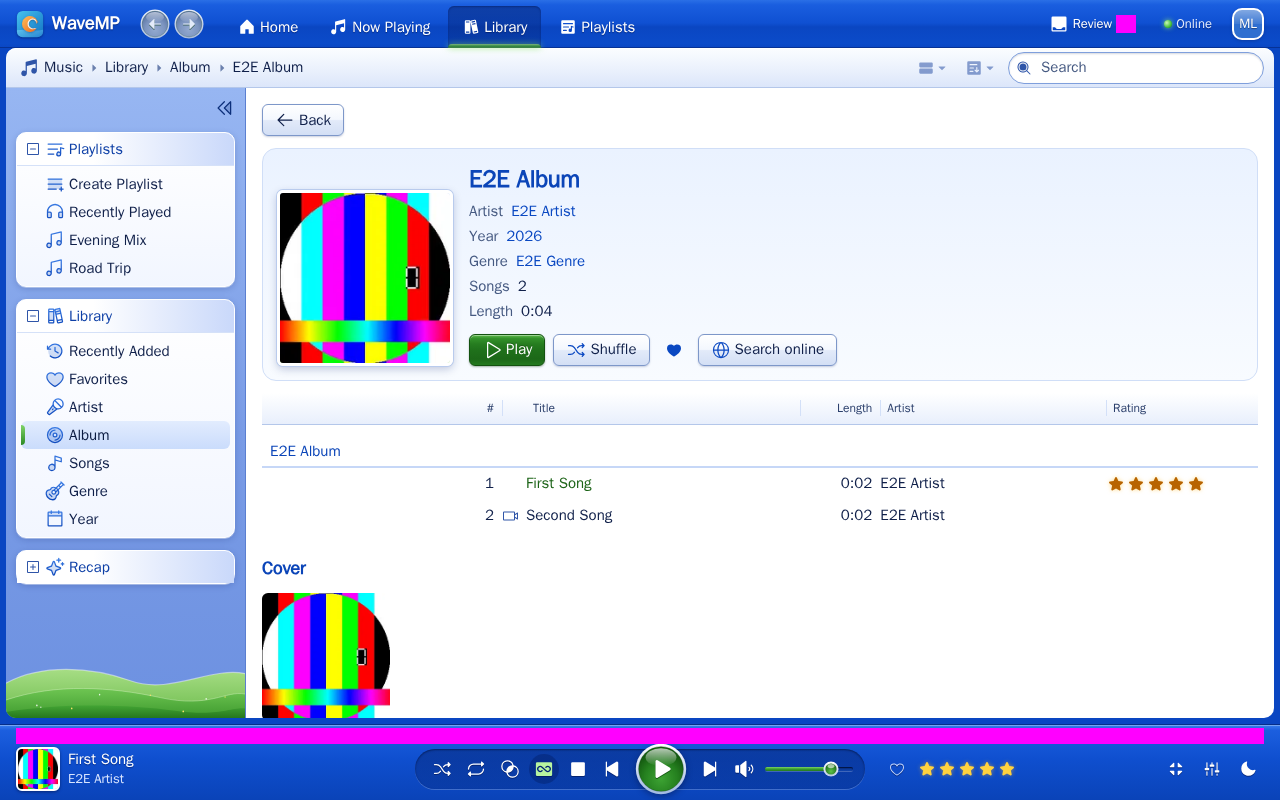 WaveMP
Home
Now Playing
Library
Playlists
Review
Online
ML
Music
Library
Album
E2E Album
Search
Playlists
Create Playlist
Recently Played
Evening Mix
Road Trip
Library
Recently Added
Favorites
Artist
Album
Songs
Genre
Year
Recap
Back
E2E Album
Artist E2E Artist
Year 2026
Genre E2E Genre
Songs 2
Length 0:04
Play
Shuffle
Search online
# Title Length Artist Rating
E2E Album
1 First Song 0:02 E2E Artist
2 Second Song 0:02 E2E Artist
Cover
First Song
E2E Artist